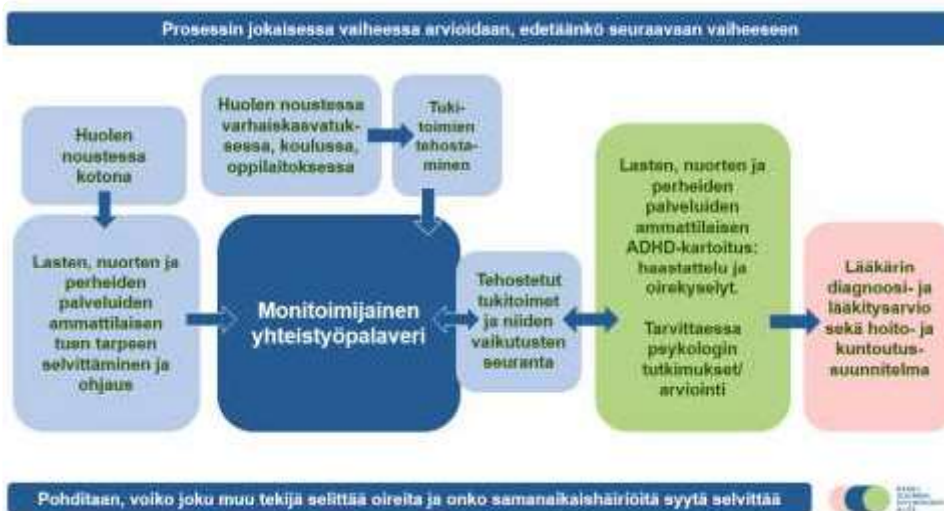 Prosessin jokaisessa vaiheessa arvioidaan, edetäänkö seuraavaan vaiheeseen
Huolen
noustessa
kotona
Huolen noustessa
varhaiskasvatuk-
sessa, koulussa,
oppilaitoksessa
Tuki-
toimien
tehosta-
minen
Lasten, nuorten ja
perheiden
palveluiden
ammattilaisen
tuen tarpeen
selvittäminen ja
ohjaus
Monitoimijainen
yhteistyöpalaveri
Tehostetut
tukitoimet
ja niiden
vaikutusten
seuranta
Lasten, nuorten ja
perheiden
palveluiden
ammattilaisen
ADHD-kartoitus:
haastattelu ja
oirekyselyt.
Tarvittaessa
psykologin
tutkimukset/
arviointi
Lääkärin
diagnoosi- ja
lääkitysarvio
sekä hoito- ja
kuntoutus-
suunnitelma
Pohditaan, voiko joku muu tekijä selittää oireita ja onko samanaikaishäiriöitä syytä selvittää